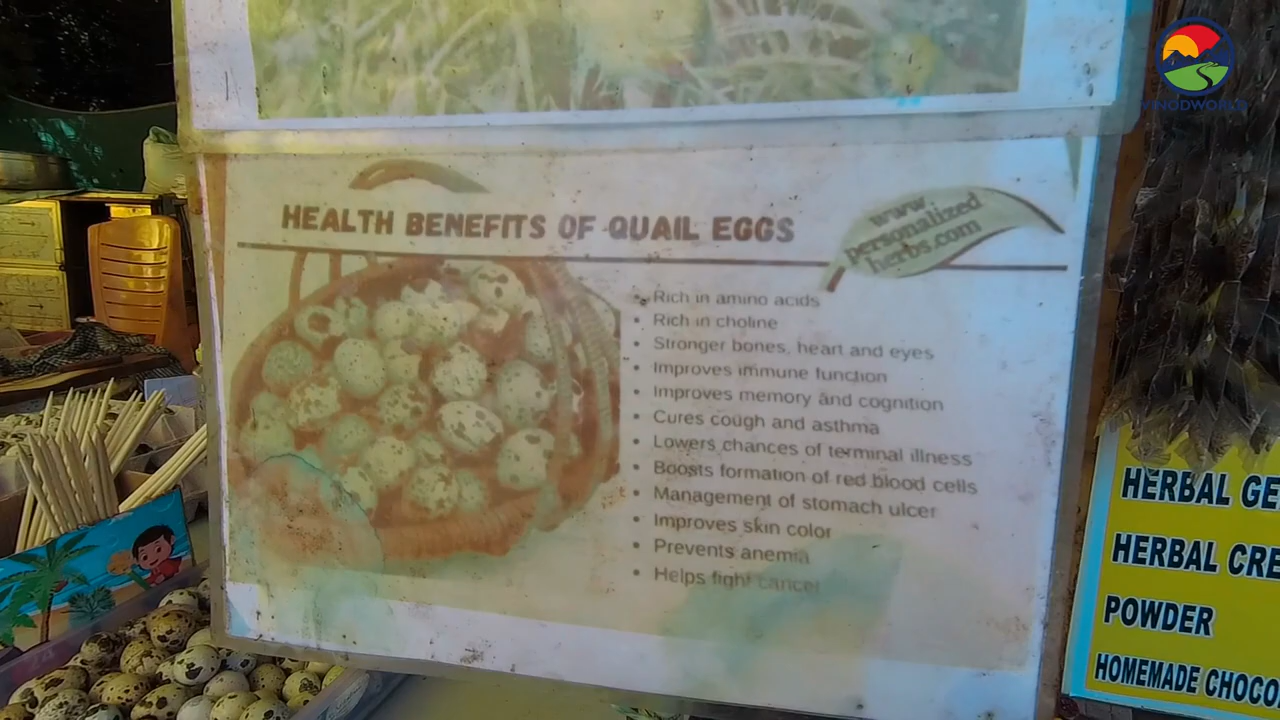 VINODWORLD
HEALTH BENEFITS OF QUAIL EGGS
www.
personalized
herbs.com
• Rich in amino acids
• Rich in choline
• Stronger bones, heart and eyes
• Improves immune function
• Improves memory and cognition
• Cures cough and asthma
• Lowers chances of terminal illness
• Boosts formation of red blood cells
• Management of stomach ulcer
• Improves skin color
• Prevents anemia
• Helps fight cancer
HERBAL GE
HERBAL CRE
POWDER
HOMEMADE CHOCO